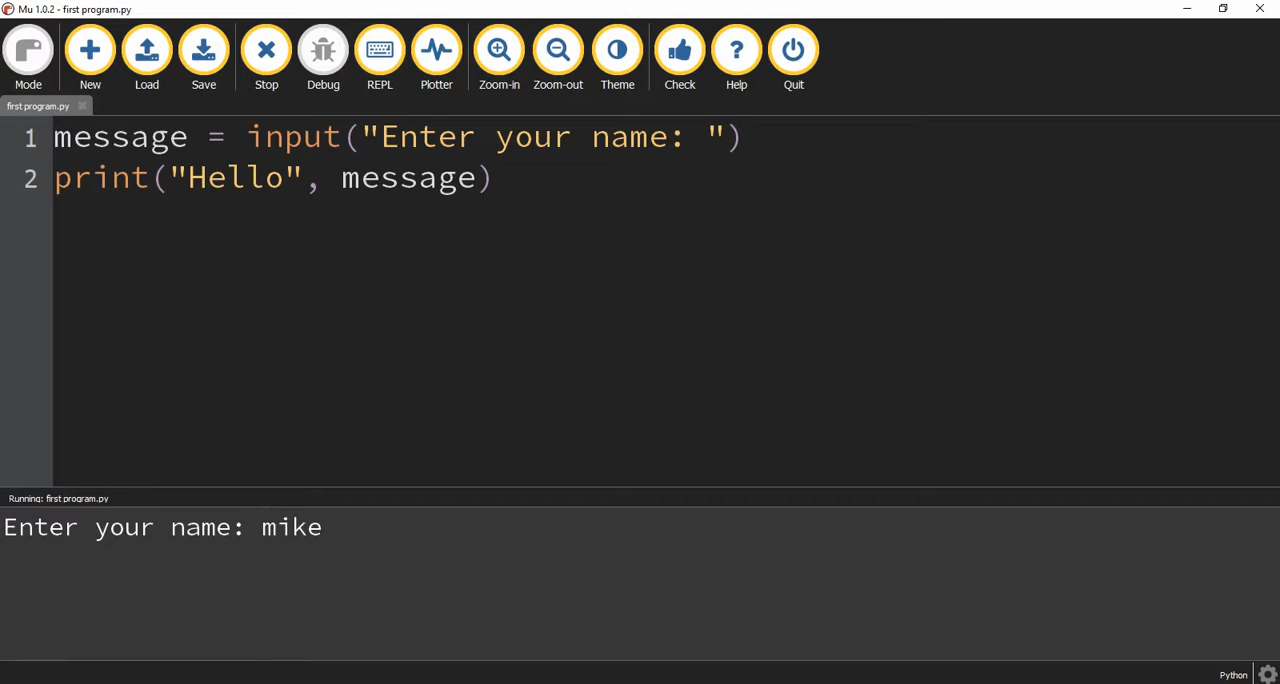 Mu 1.0.2 - first program.py
Mode New Load Save Stop Debug REPL Plotter Zoom-in Zoom-out Theme Check Help Quit
first program.py
1 message = input("Enter your name: ")
2 print("Hello", message)
Running: first program.py
Enter your name: mike
Python